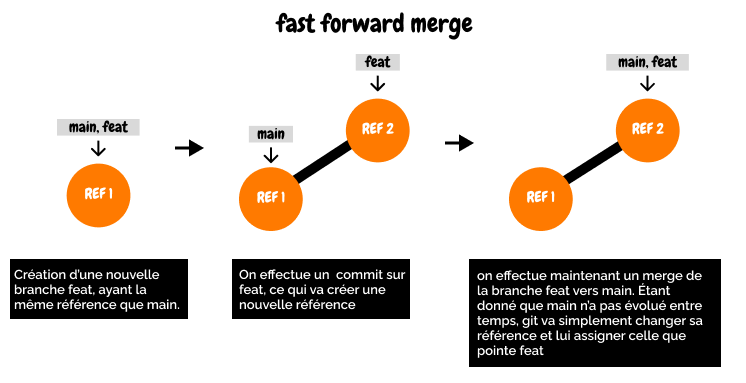 fast forward merge
main, feat
REF 1
main
feat
REF 1
REF 2
main, feat
REF 1
REF 2
Création d'une nouvelle
branche feat, ayant la
même référence que main.
On effectue un commit sur
feat, ce qui va créer une
nouvelle référence
on effectue maintenant un merge de
la branche feat vers main. Étant
donné que main n'a pas évolué entre
temps, git va simplement changer sa
référence et lui assigner celle que
pointe feat